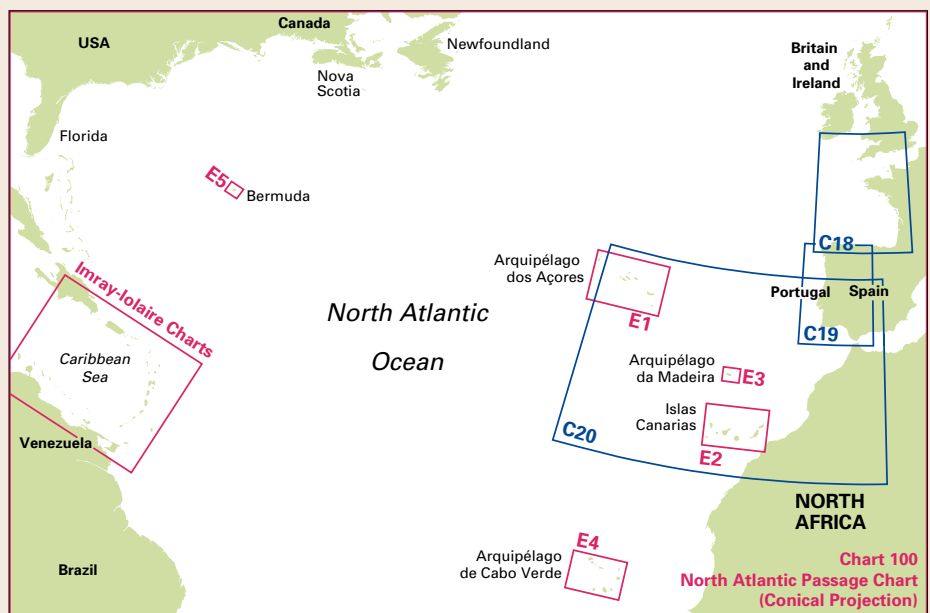 Canada
USA
Newfoundland
Britain
and
Ireland
Nova
Scotia
Florida
E5
Bermuda
C18
Arquipélago
dos Açores
Imray-Iolaire Charts
Portugal
Spain
North Atlantic
Ocean
E1
C19
Caribbean
Sea
Arquipélago
da Madeira
E3
Islas
Canarias
C20
Venezuela
E2
NORTH
AFRICA
E4
Arquipélago
de Cabo Verde
Brazil
Chart 100
North Atlantic Passage Chart
(Conical Projection)